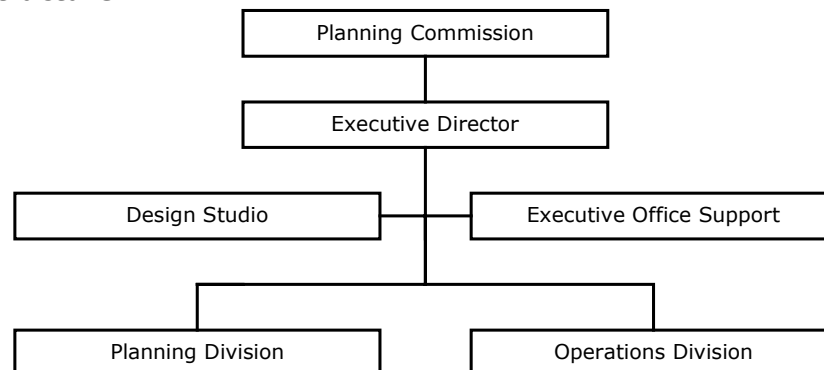 Planning Commission
Executive Director
Design Studio
Executive Office Support
Planning Division
Operations Division